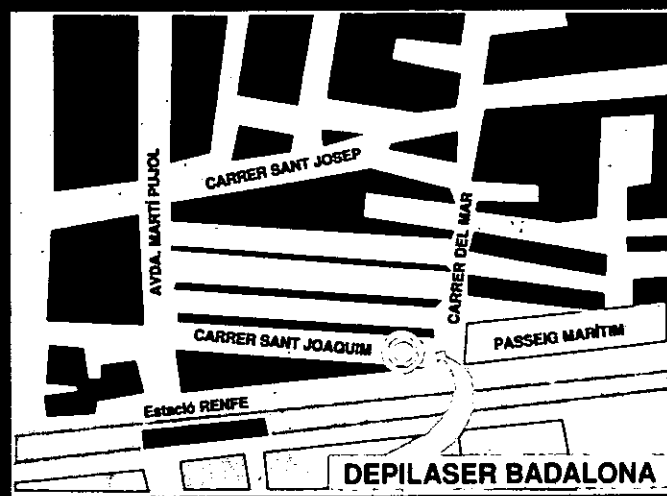 CARRER SANT JOSEP
AVDA. MARTÍ PUJOL
CARRER DEL MAR
CARRER SANT JOAQUIM
PASSEIG MARÍTIM
Estació RENFE
DEPILASER BADALONA